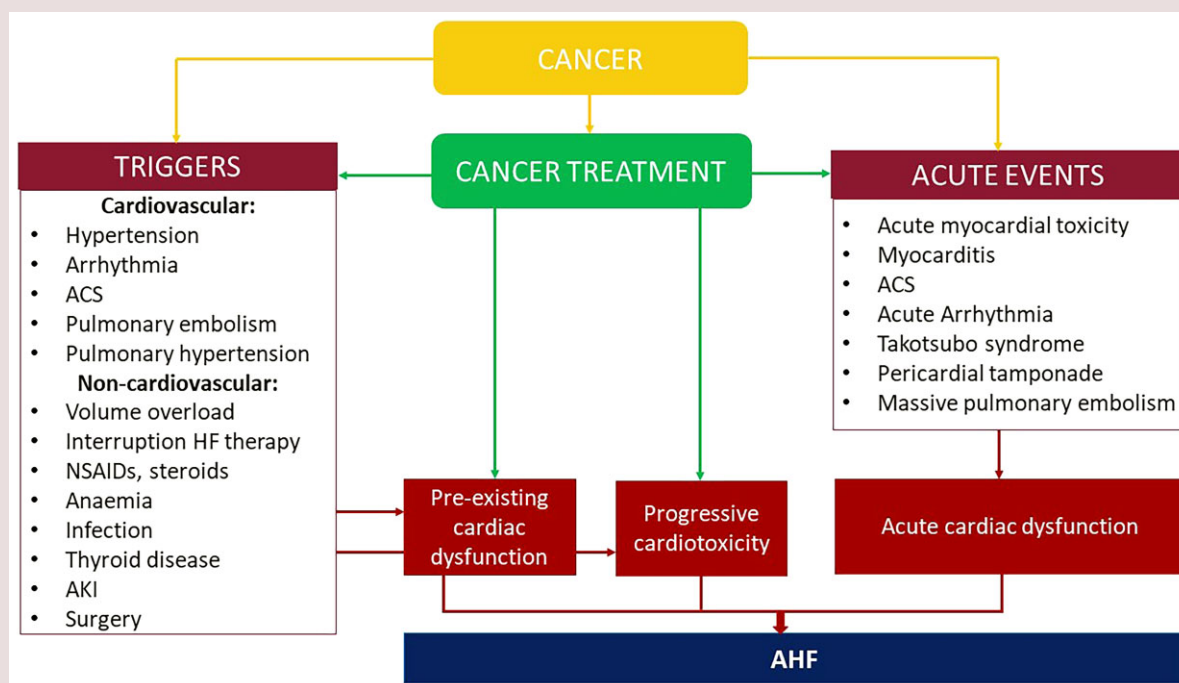 CANCER
CANCER TREATMENT
TRIGGERS
Cardiovascular:
• Hypertension
• Arrhythmia
• ACS
• Pulmonary embolism
• Pulmonary hypertension
Non-cardiovascular:
• Volume overload
• Interruption HF therapy
• NSAIDs, steroids
• Anaemia
• Infection
• Thyroid disease
• AKI
• Surgery
ACUTE EVENTS
• Acute myocardial toxicity
• Myocarditis
• ACS
• Acute Arrhythmia
• Takotsubo syndrome
• Pericardial tamponade
• Massive pulmonary embolism
Pre-existing
cardiac
dysfunction
Progressive
cardiotoxicity
Acute cardiac dysfunction
AHF